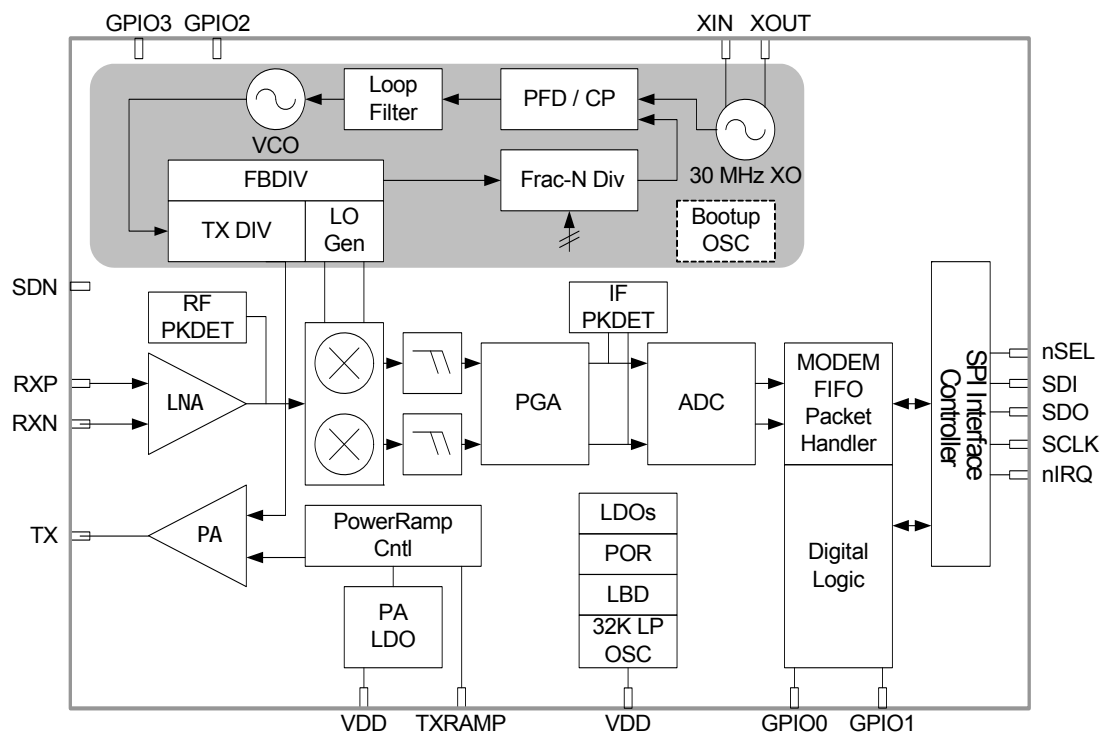 GPIO3 GPIO2
XIN XOUT
Loop
Filter
PFD / CP
VCO
30 MHz XO
FBDIV
Frac-N Div
TX DIV
LO
Gen
Bootup
OSC
SDN
RF
PKDET
IF
PKDET
RXP
RXN
LNA
PGA
ADC
MODEM
FIFO
Packet
Handler
SPI Interface
Controller
nSEL
SDI
SDO
SCLK
nIRQ
TX
PA
PowerRamp
Cntl
PA
LDO
LDOs
POR
LBD
32K LP
OSC
Digital
Logic
VDD
TXRAMP
VDD
GPIO0
GPIO1